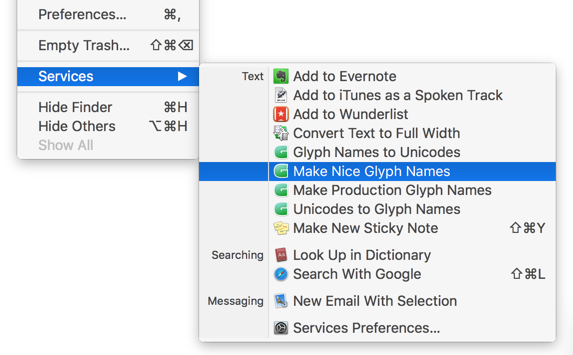 Preferences... ⌘,
Empty Trash... ⇧⌘⌫
Services ▶
Hide Finder ⌘H
Hide Others ⌥⌘H
Show All
Text Add to Evernote
Add to iTunes as a Spoken Track
Add to Wunderlist
Convert Text to Full Width
Glyph Names to Unicodes
Make Nice Glyph Names
Make Production Glyph Names
Unicodes to Glyph Names
Make New Sticky Note ⇧⌘Y
Searching Look Up in Dictionary
Search With Google ⇧⌘L
Messaging New Email With Selection
Services Preferences...